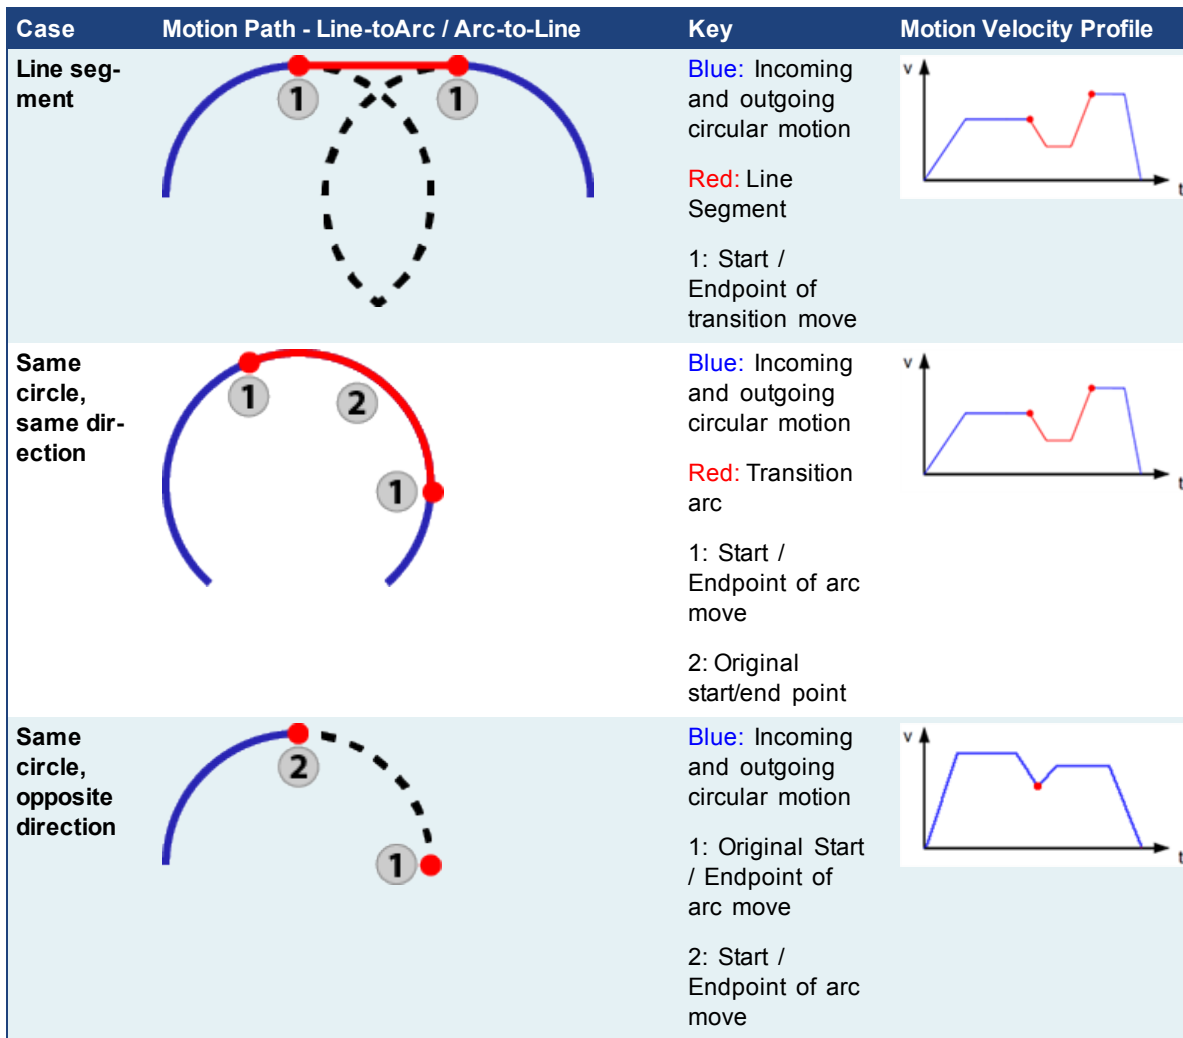 Case Motion Path - Line-toArc / Arc-to-Line Key Motion Velocity Profile
Line seg-
ment
1 1
Blue: Incoming
and outgoing
circular motion
Red: Line
Segment
1: Start /
Endpoint of
transition move
v
t
Same
circle,
same dir-
ection
1
2
1
Blue: Incoming
and outgoing
circular motion
Red: Transition
arc
1: Start /
Endpoint of arc
move
2: Original
start/end point
v
t
Same
circle,
opposite
direction
2
1
Blue: Incoming
and outgoing
circular motion
1: Original Start
/ Endpoint of
arc move
2: Start /
Endpoint of arc
move
v
t